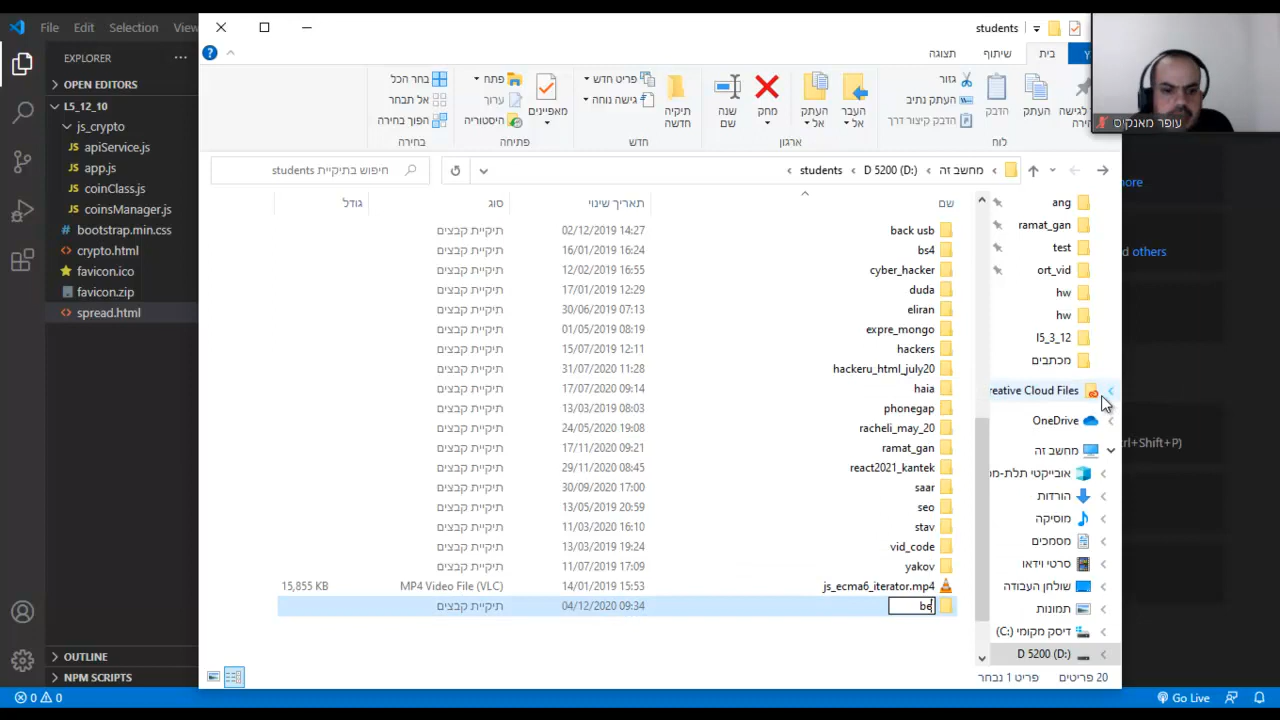 File Edit Selection View
EXPLORER
OPEN EDITORS
L5_12_10
js_crypto
apiService.js
app.js
coinClass.js
coinsManager.js
bootstrap.min.css
crypto.html
favicon.ico
favicon.zip
spread.html
OUTLINE
NPM SCRIPTS
0 0
Go Live
students
בית
שיתוף
תצוגה
העתק
הדבק
גזור
העתק נתיב
הדבק קיצור דרך
לוח
העבר אל
העתק אל
מחק
שנה שם
ארגון
תיקיה חדשה
פריט חדש
גישה נוחה
חדש
מאפיינים
פתח
ערוך
היסטוריה
פתיחה
בחר הכל
אל תבחר
הפוך בחירה
בחירה
עופר מאנקיס
מחשב זה
D 5200 (D:)
students
חיפוש בתיקיית students
שם תאריך שינוי סוג גודל
back usb 02/12/2019 14:27 תיקיית קבצים
bs4 16/01/2019 16:24 תיקיית קבצים
cyber_hacker 12/02/2019 16:55 תיקיית קבצים
duda 17/01/2019 12:29 תיקיית קבצים
eliran 30/06/2019 07:13 תיקיית קבצים
expre_mongo 01/05/2019 08:19 תיקיית קבצים
hackers 15/07/2019 12:11 תיקיית קבצים
hackeru_html_july20 31/07/2020 11:28 תיקיית קבצים
haia 17/07/2020 09:14 תיקיית קבצים
phonegap 13/03/2019 08:03 תיקיית קבצים
racheli_may_20 24/05/2020 19:08 תיקיית קבצים
ramat_gan 17/11/2020 09:21 תיקיית קבצים
react2021_kantek 29/11/2020 08:45 תיקיית קבצים
saar 30/09/2020 17:00 תיקיית קבצים
seo 13/05/2019 20:59 תיקיית קבצים
stav 11/03/2020 16:10 תיקיית קבצים
vid_code 13/03/2019 19:24 תיקיית קבצים
yakov 11/07/2019 17:09 תיקיית קבצים
js_ecma6_iterator.mp4 14/01/2019 15:53 MP4 Video File (VLC) 15,855 KB
be 04/12/2020 09:34 תיקיית קבצים
ang
ramat_gan
test
ort_vid
hw
hw
l5_3_12
מכתבים
reative Cloud Files
OneDrive
מחשב זה
אובייקטי תלת-ממ
הורדות
מוסיקה
מסמכים
סרטי וידאו
שולחן העבודה
תמונות
דיסק מקומי (C:)
D 5200 (D:)
20 פריטים פריט 1 נבחר
ore
d others
trl+Shift+P)